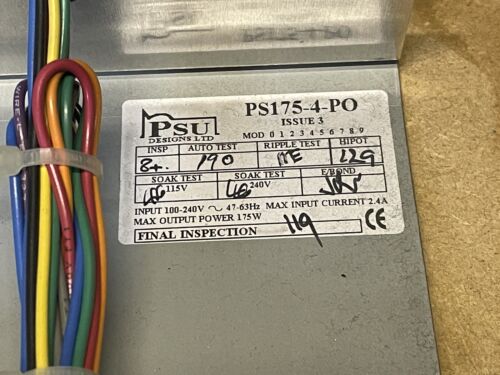 PSU
DESIGNS LTD
PS175-4-PO
ISSUE 3
MOD 0 1 2 3 4 5 6 7 8 9
INSP AUTO TEST RIPPLE TEST HIPOT
190
SOAK TEST SOAK TEST E/BOND
115V 240V
INPUT 100-240V ~ 47-63Hz MAX INPUT CURRENT 2.4A
MAX OUTPUT POWER 175W
119 CE
FINAL INSPECTION